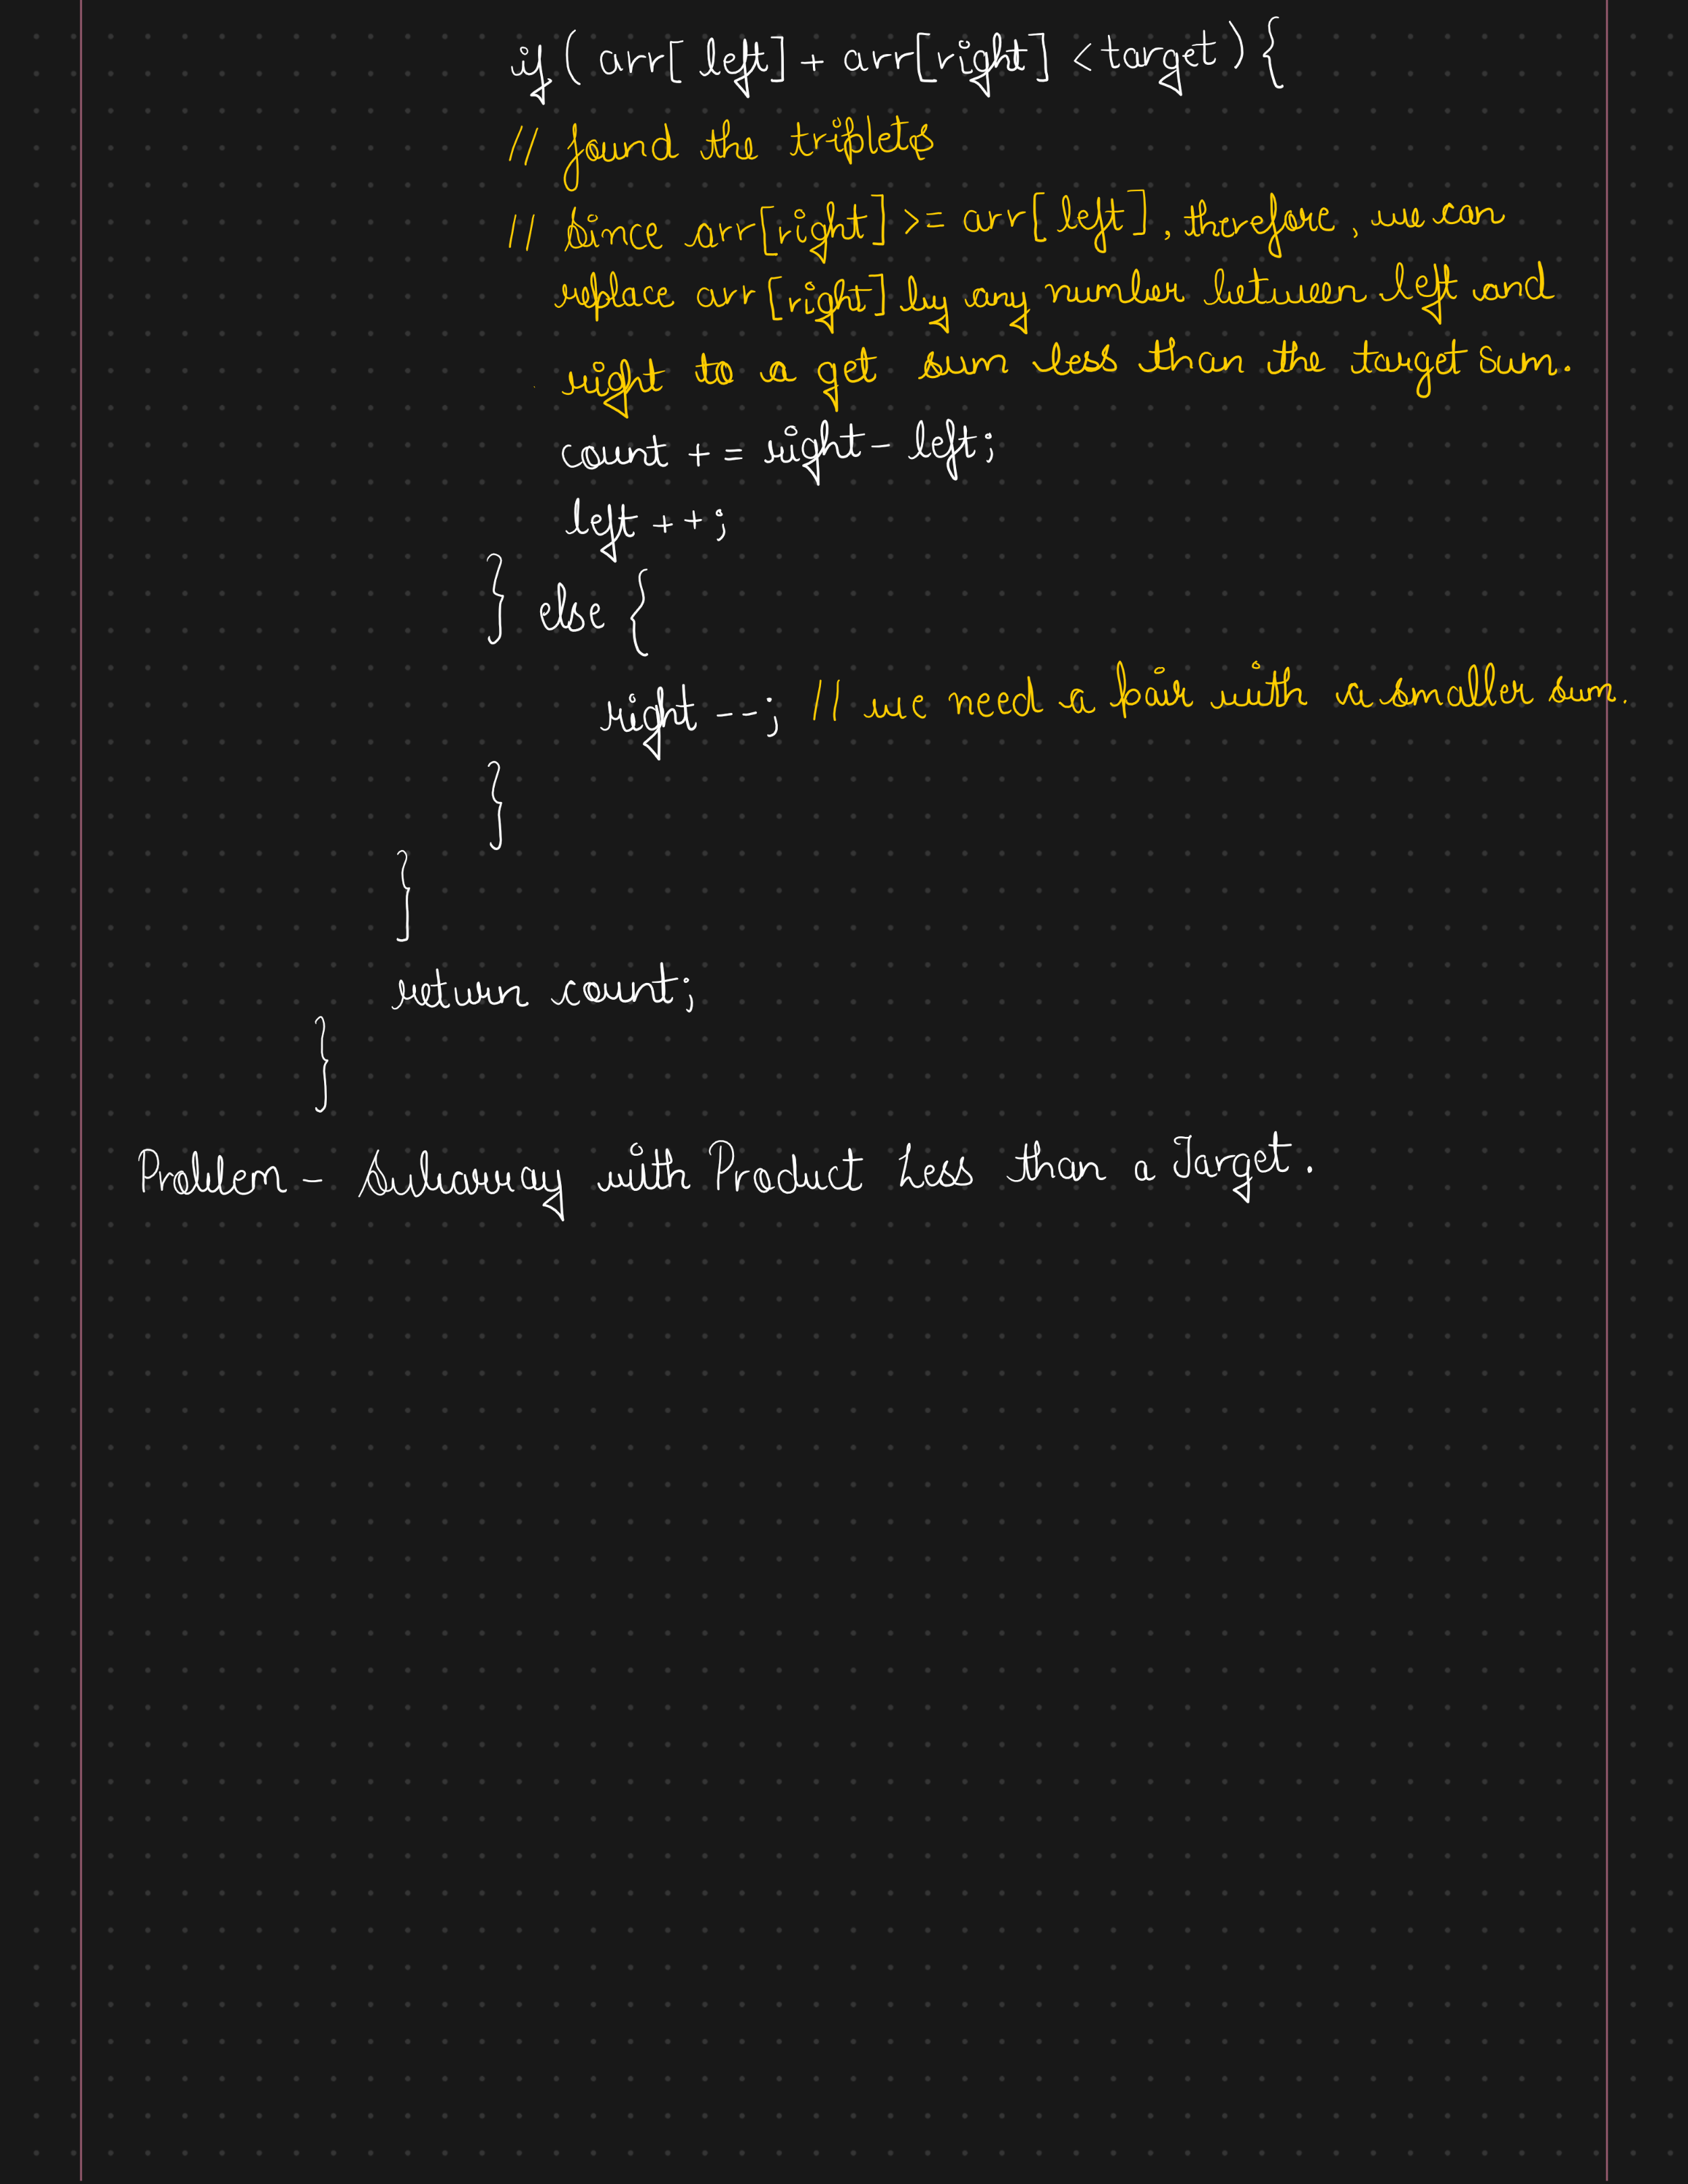 if ( arr[ left] + arr[right] < target ) {
// found the triplets
// Since arr[right] >= arr[ left ], therefore, we can
replace arr [right] by any number between left and
right to a get sum less than the target sum.
count += right - left;
left ++;
} else {
right --; // we need a pair with a smaller sum.
}
}
return count;
}
Problem - Subarray with Product Less than a Target.